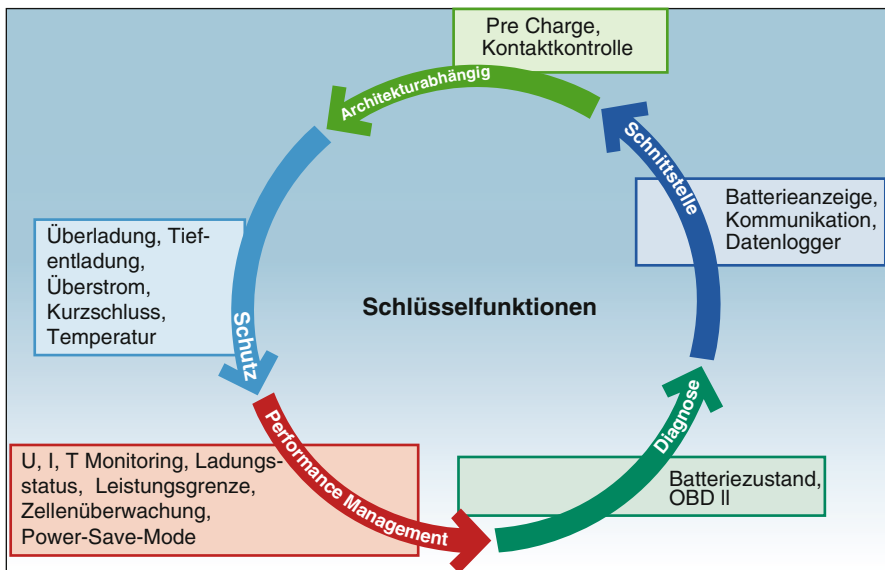 Pre Charge,
Kontaktkontrolle
Architekturabhängig
Schnittstelle
Batterieanzeige,
Kommunikation,
Datenlogger
Überladung, Tief-
entladung,
Überstrom,
Kurzschluss,
Temperatur
Schlüsselfunktionen
Schutz
Performance Management
Diagnose
U, I, T Monitoring, Ladungs-
status, Leistungsgrenze,
Zellenüberwachung,
Power-Save-Mode
Batteriezustand,
OBD II